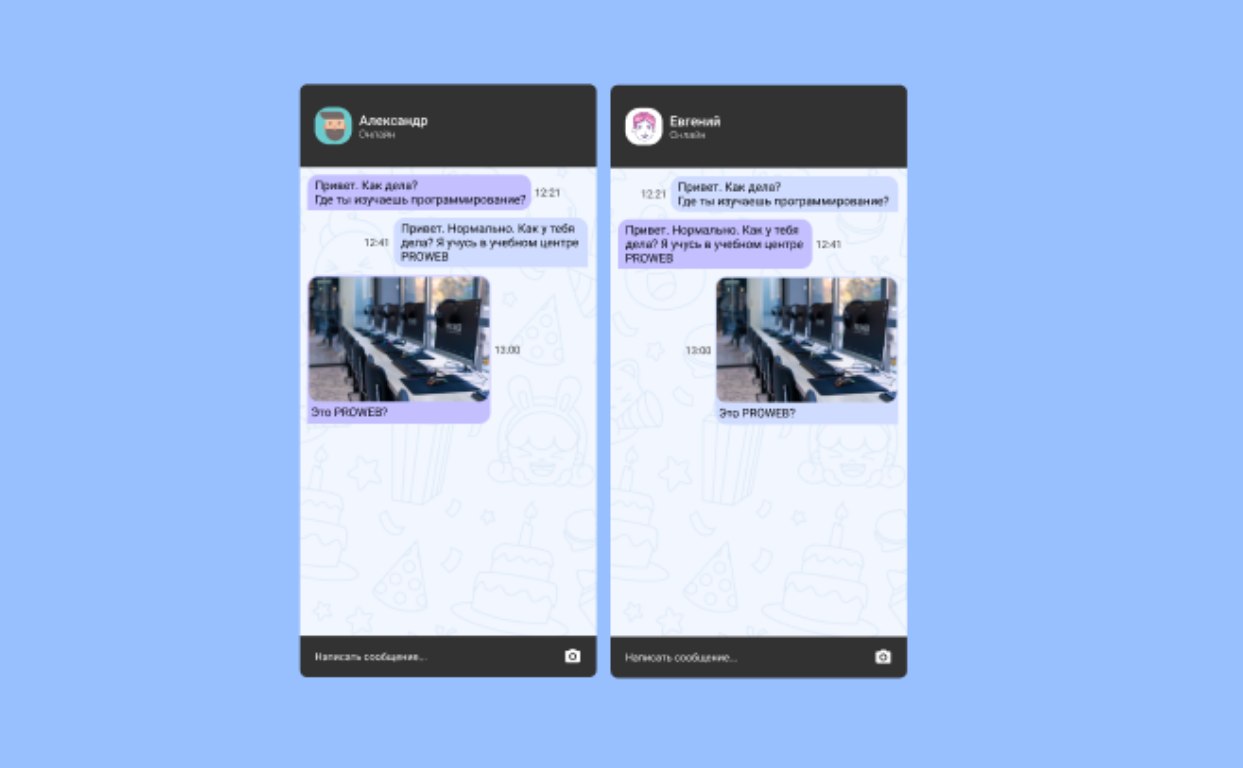 Александр
Онлайн
Привет. Как дела?
Где ты изучаешь программирование?
12:21
Привет. Нормально. Как у тебя
дела? Я учусь в учебном центре
PROWEB
12:41
13:00
Это PROWEB?
Написать сообщение...
Евгений
Онлайн
12:21
Привет. Как дела?
Где ты изучаешь программирование?
Привет. Нормально. Как у тебя
дела? Я учусь в учебном центре
PROWEB
12:41
13:00
Это PROWEB?
Написать сообщение...